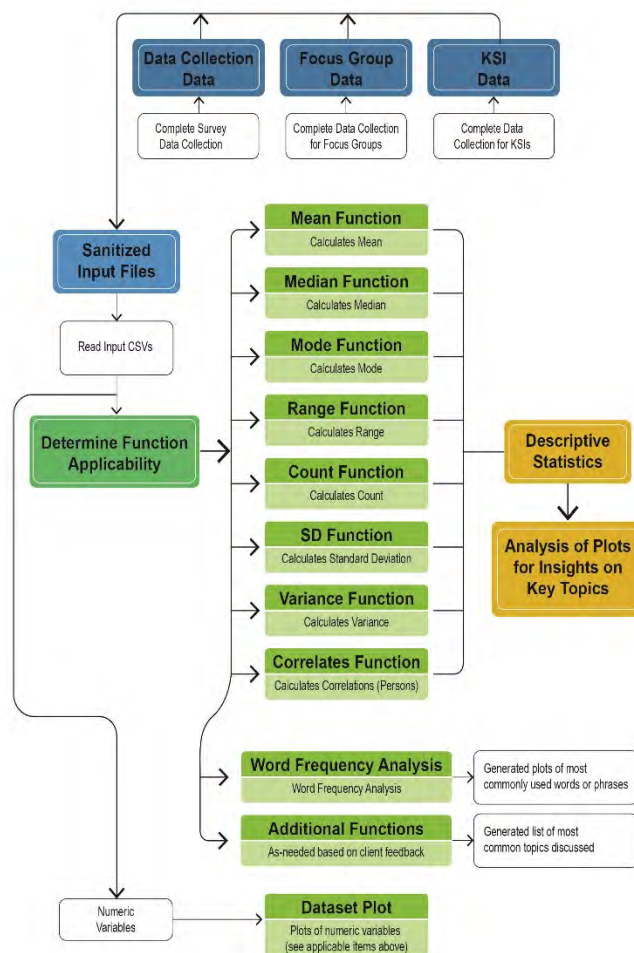 Data Collection
Data
Focus Group
Data
KSI
Data
Complete Survey
Data Collection
Complete Data Collection
for Focus Groups
Complete Data
Collection for KSIs
Sanitized
Input Files
Read Input CSVs
Determine Function
Applicability
Mean Function
Calculates Mean
Median Function
Calculates Median
Mode Function
Calculates Mode
Range Function
Calculates Range
Count Function
Calculates Count
SD Function
Calculates Standard Deviation
Variance Function
Calculates Variance
Correlates Function
Calculates Correlations (Persons)
Descriptive
Statistics
Analysis of Plots
for Insights on
Key Topics
Word Frequency Analysis
Word Frequency Analysis
Generated plots of most
commonly used words or phrases
Additional Functions
As-needed based on client feedback
Generated list of most
common topics discussed
Numeric
Variables
Dataset Plot
Plots of numeric variables
(see applicable items above)